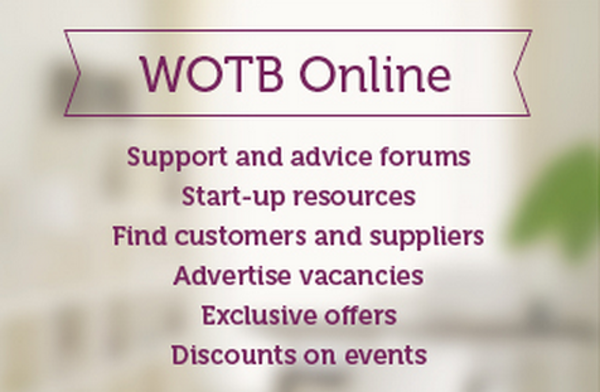 WOTB Online
Support and advice forums
Start-up resources
Find customers and suppliers
Advertise vacancies
Exclusive offers
Discounts on events